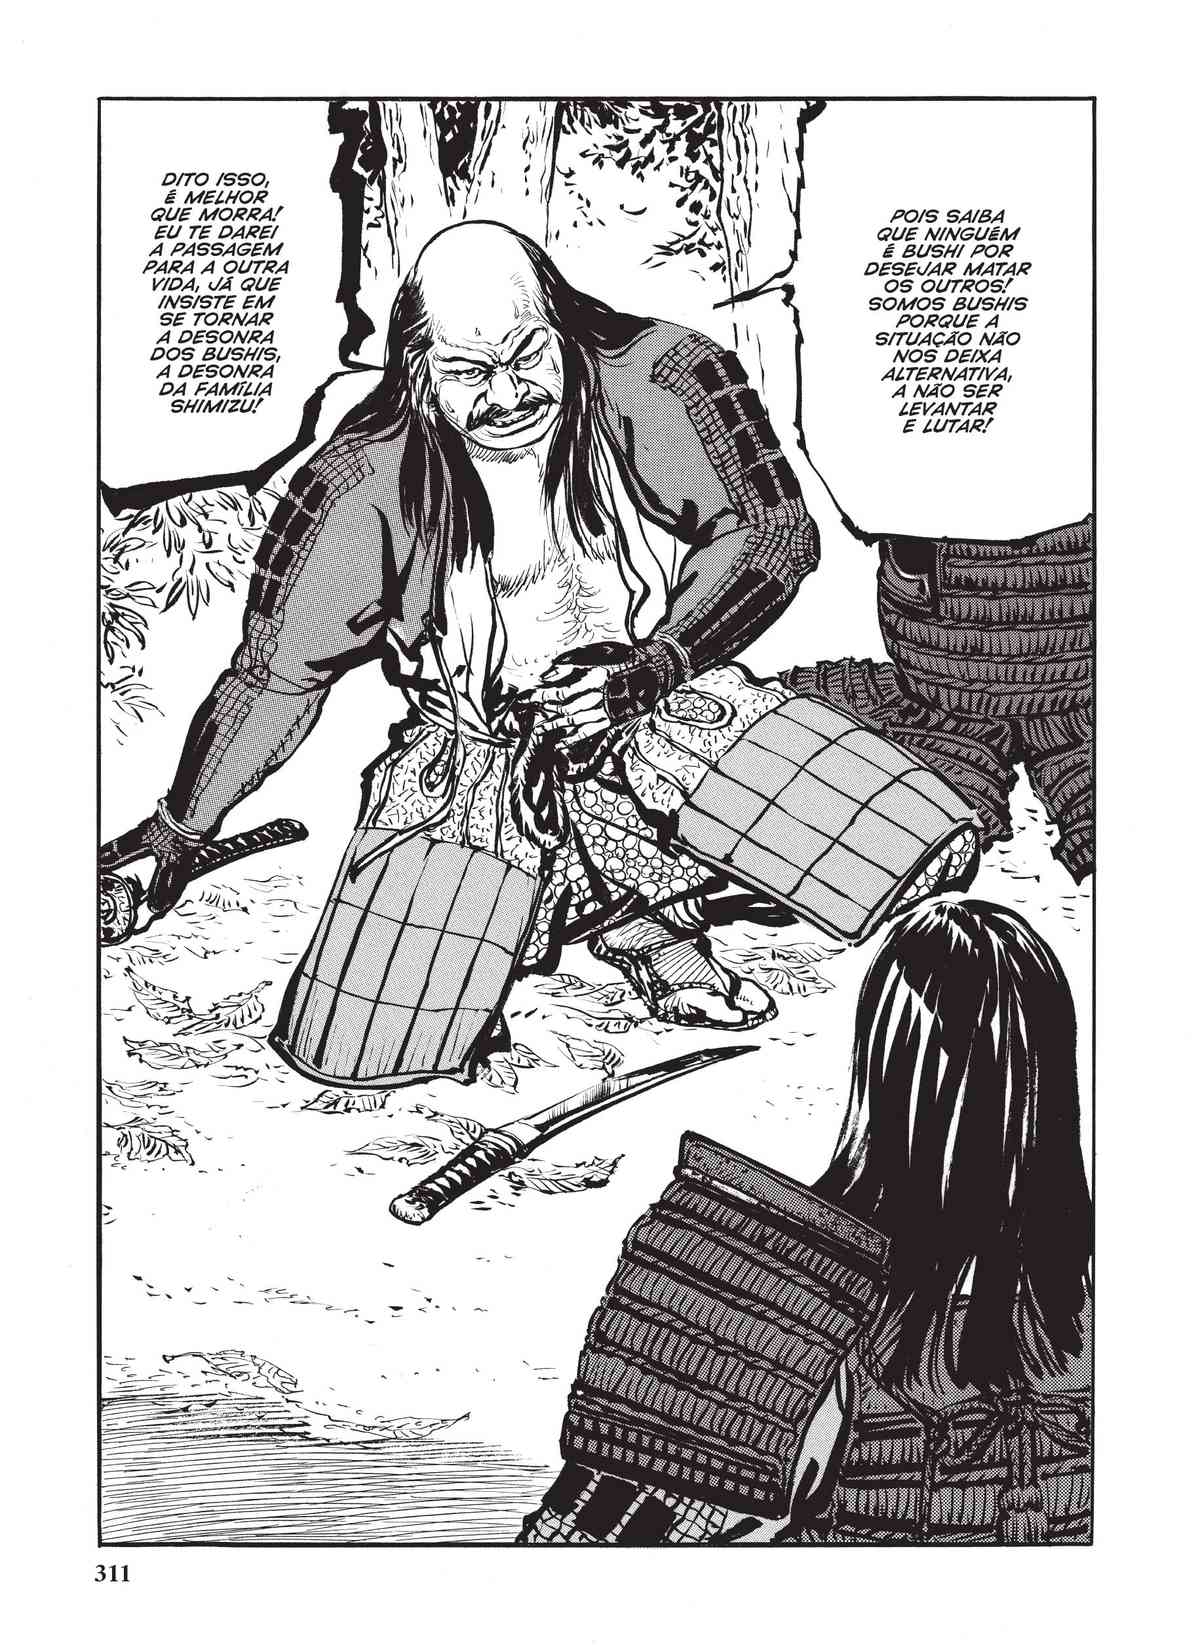 POIS SAIBA
QUE NINGUÉM
É BUSHI POR
DESEJAR MATAR
OS OUTROS!
SOMOS BUSHIS
PORQUE A
SITUAÇÃO NÃO
NOS DEIXA
ALTERNATIVA,
A NÃO SER
LEVANTAR
E LUTAR!
DITO ISSO,
É MELHOR
QUE MORRA!
EU TE DAREI
A PASSAGEM
PARA A OUTRA
VIDA, JÁ QUE
INSISTE EM
SE TORNAR
A DESONRA
DOS BUSHIS,
A DESONRA
DA FAMÍLIA
SHIMIZU!
311